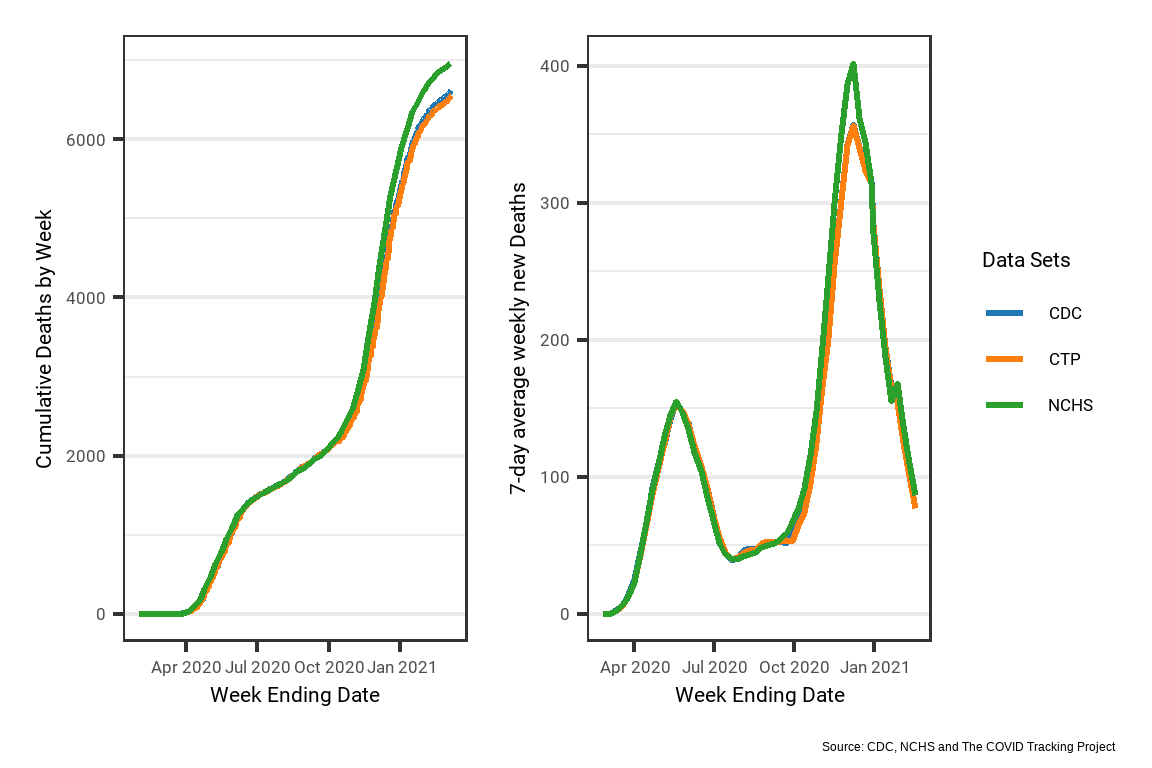 Cumulative Deaths by Week
6000
4000
2000
0
Apr 2020 Jul 2020 Oct 2020 Jan 2021
Week Ending Date
7-day average weekly new Deaths
400
300
200
100
0
Apr 2020 Jul 2020 Oct 2020 Jan 2021
Week Ending Date
Data Sets
CDC
CTP
NCHS
Source: CDC, NCHS and The COVID Tracking Project